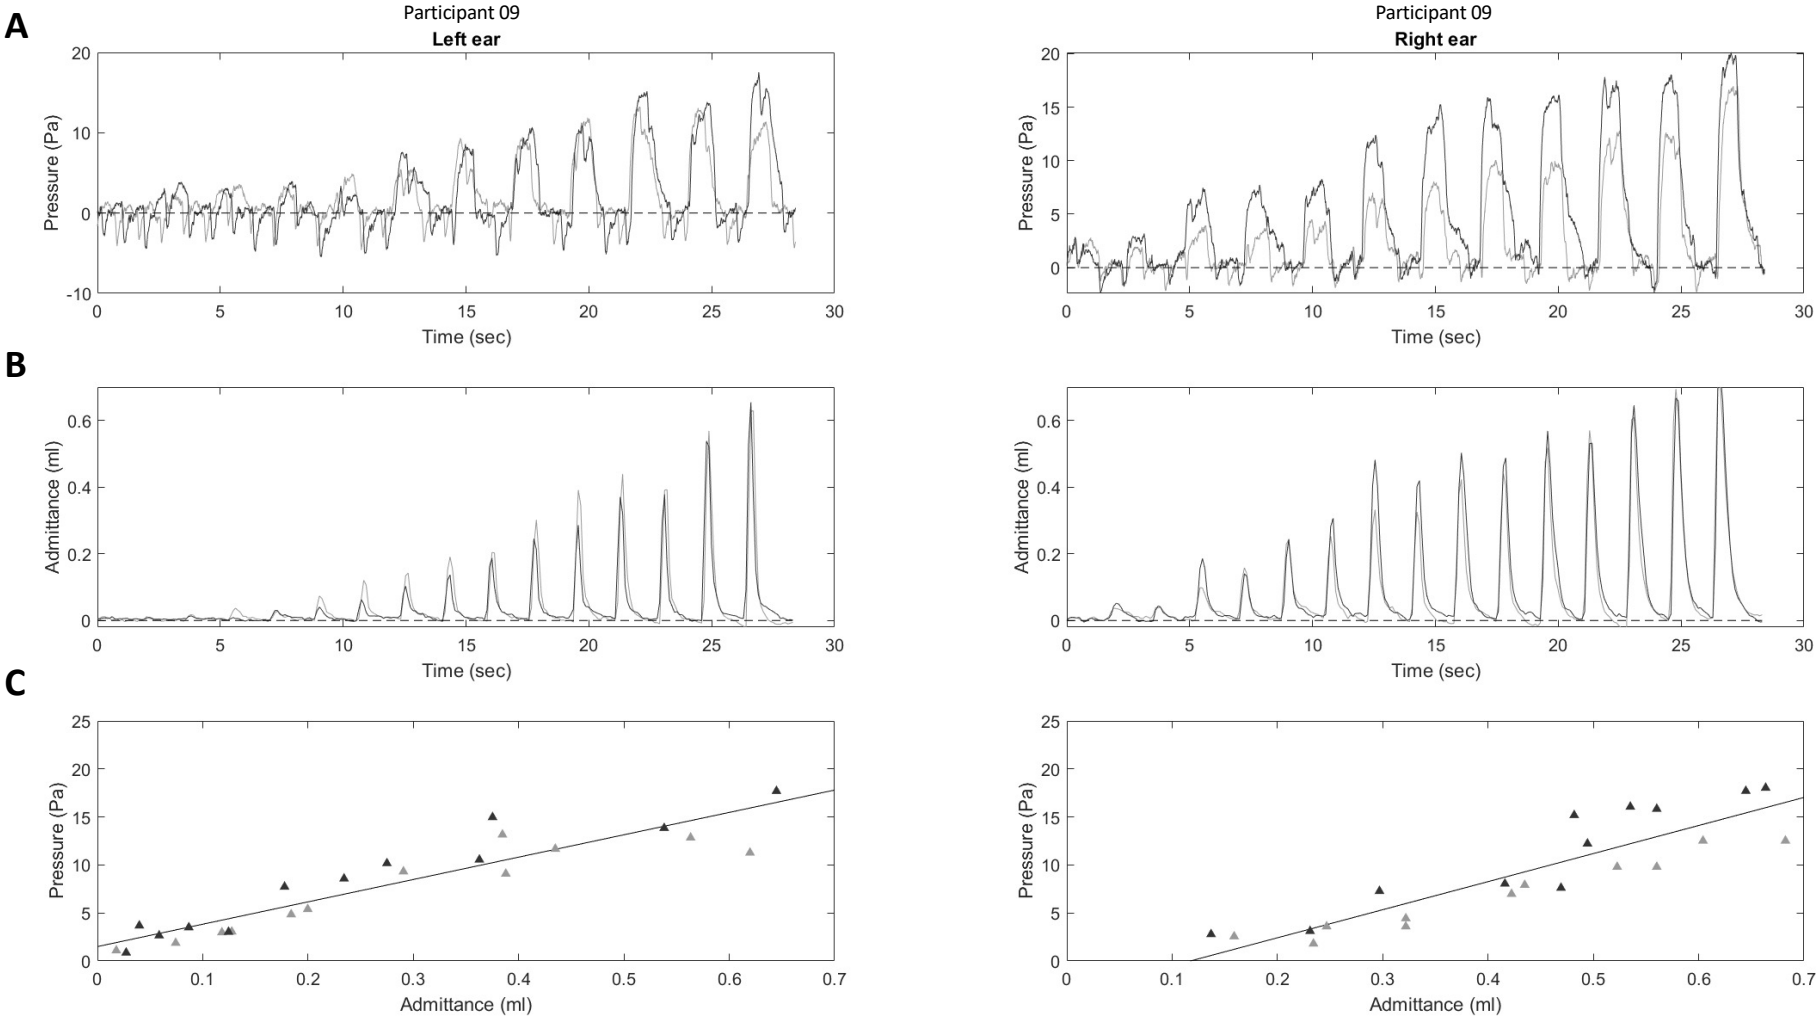 A
Participant 09
Left ear
20
10
0
-10
Pressure (Pa)
0 5 10 15 20 25 30
Time (sec)
Participant 09
Right ear
20
15
10
5
0
Pressure (Pa)
0 5 10 15 20 25 30
Time (sec)
B
0.6
0.4
0.2
0
Admittance (ml)
0 5 10 15 20 25 30
Time (sec)
0.6
0.4
0.2
0
Admittance (ml)
0 5 10 15 20 25 30
Time (sec)
C
25
20
15
10
5
0
Pressure (Pa)
0 0.1 0.2 0.3 0.4 0.5 0.6 0.7
Admittance (ml)
25
20
15
10
5
0
Pressure (Pa)
0 0.1 0.2 0.3 0.4 0.5 0.6 0.7
Admittance (ml)